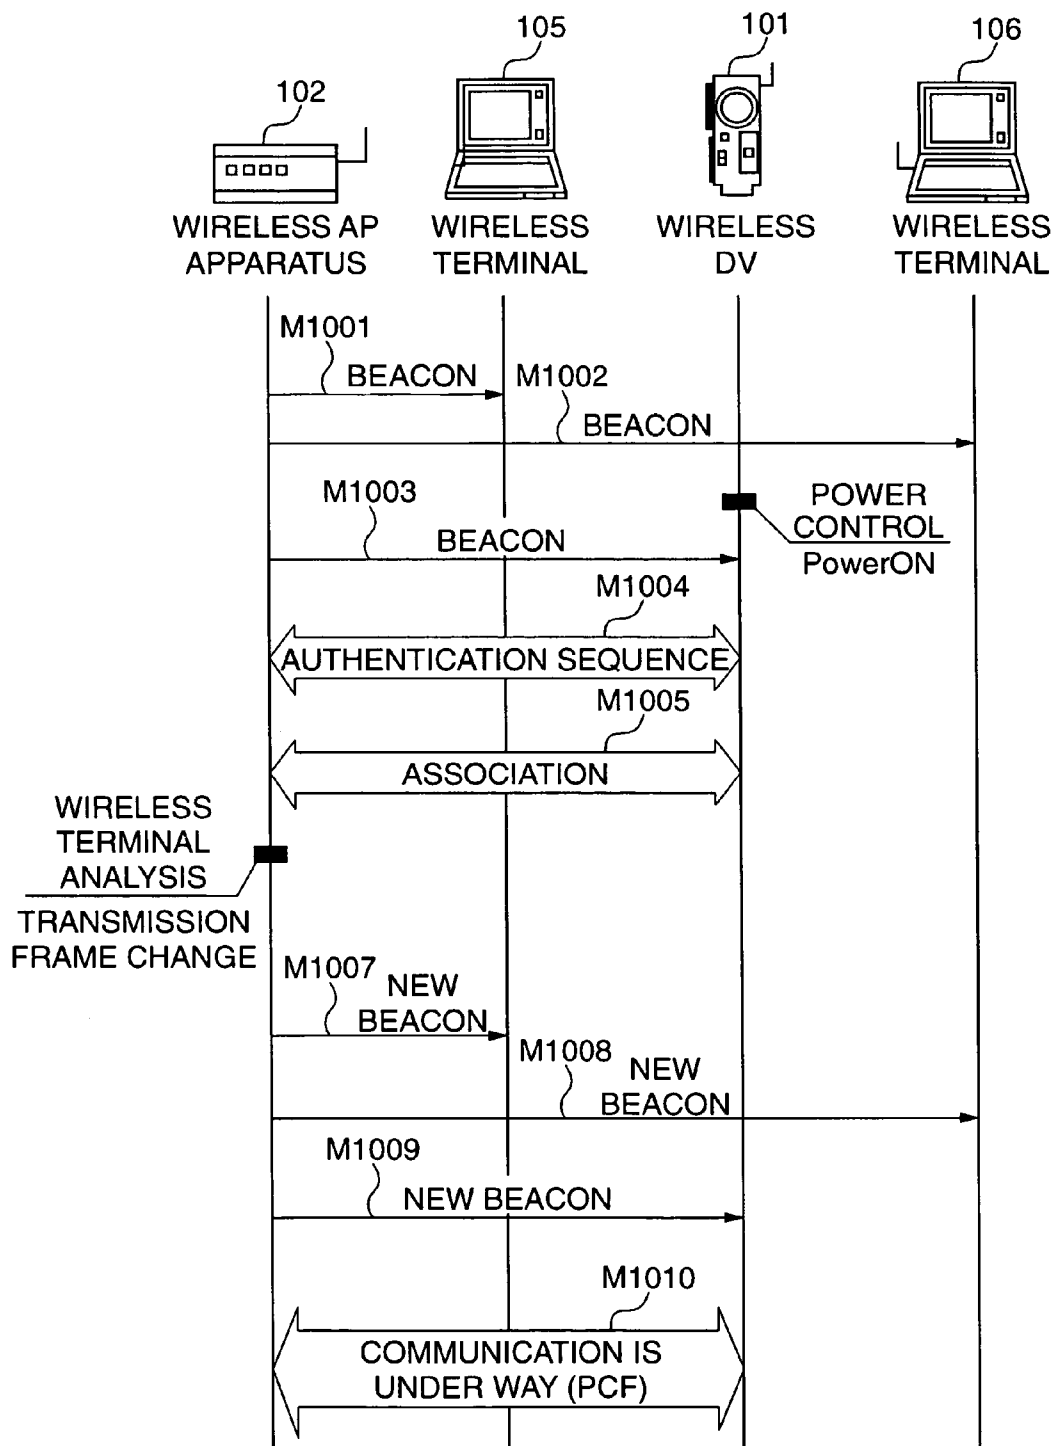 105
101
106
102
WIRELESS AP
APPARATUS
WIRELESS
TERMINAL
WIRELESS
DV
WIRELESS
TERMINAL
M1001
BEACON
M1002
BEACON
M1003
BEACON
POWER
CONTROL
PowerON
M1004
AUTHENTICATION SEQUENCE
M1005
ASSOCIATION
WIRELESS
TERMINAL
ANALYSIS
TRANSMISSION
FRAME CHANGE
M1007
NEW
BEACON
M1008
NEW
BEACON
M1009
NEW BEACON
M1010
COMMUNICATION IS
UNDER WAY (PCF)